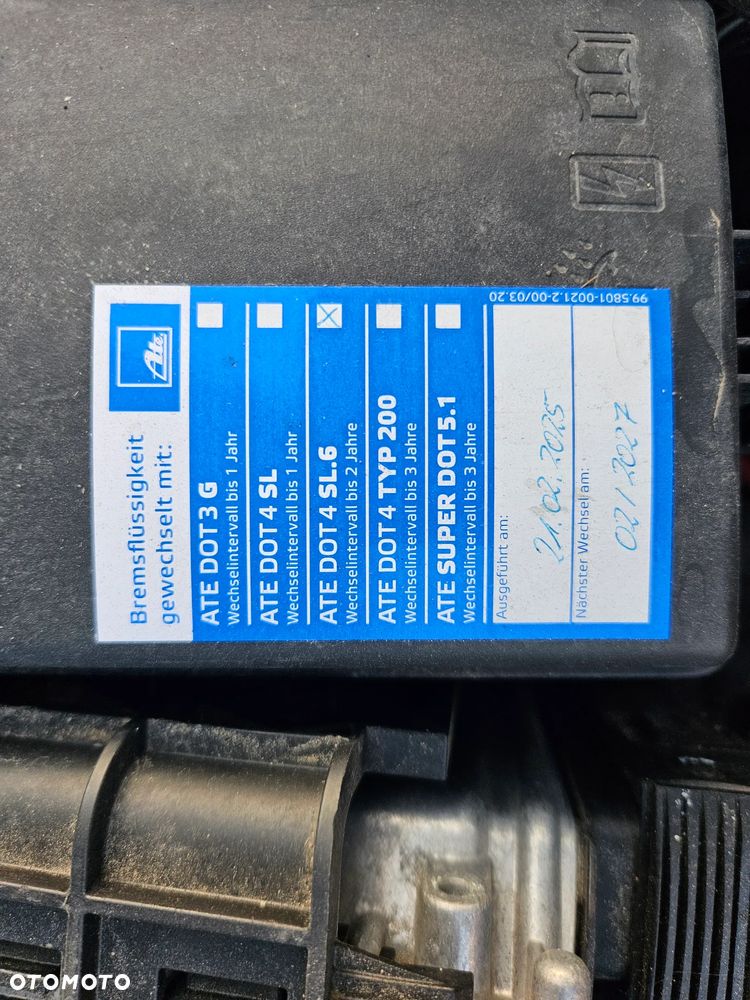 Bremsflüssigkeit
gewechselt mit:
Ate
ATE DOT 3 G
Wechselintervall bis 1 Jahr
ATE DOT 4 SL
Wechselintervall bis 1 Jahr
ATE DOT 4 SL.6
Wechselintervall bis 2 Jahre
ATE DOT 4 TYP 200
Wechselintervall bis 3 Jahre
ATE SUPER DOT 5.1
Wechselintervall bis 3 Jahre
Ausgeführt am:
21.02.2025
Nächster Wechsel am:
02/2027
99.5801-0021.2-00/03.20
OTOMOTO